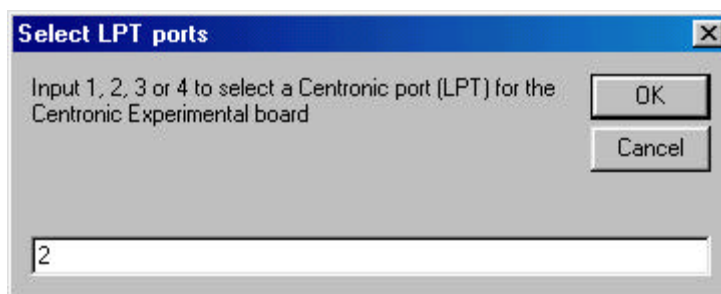 Select LPT ports
Input 1, 2, 3 or 4 to select a Centronic port (LPT) for the
Centronic Experimental board
OK
Cancel
2